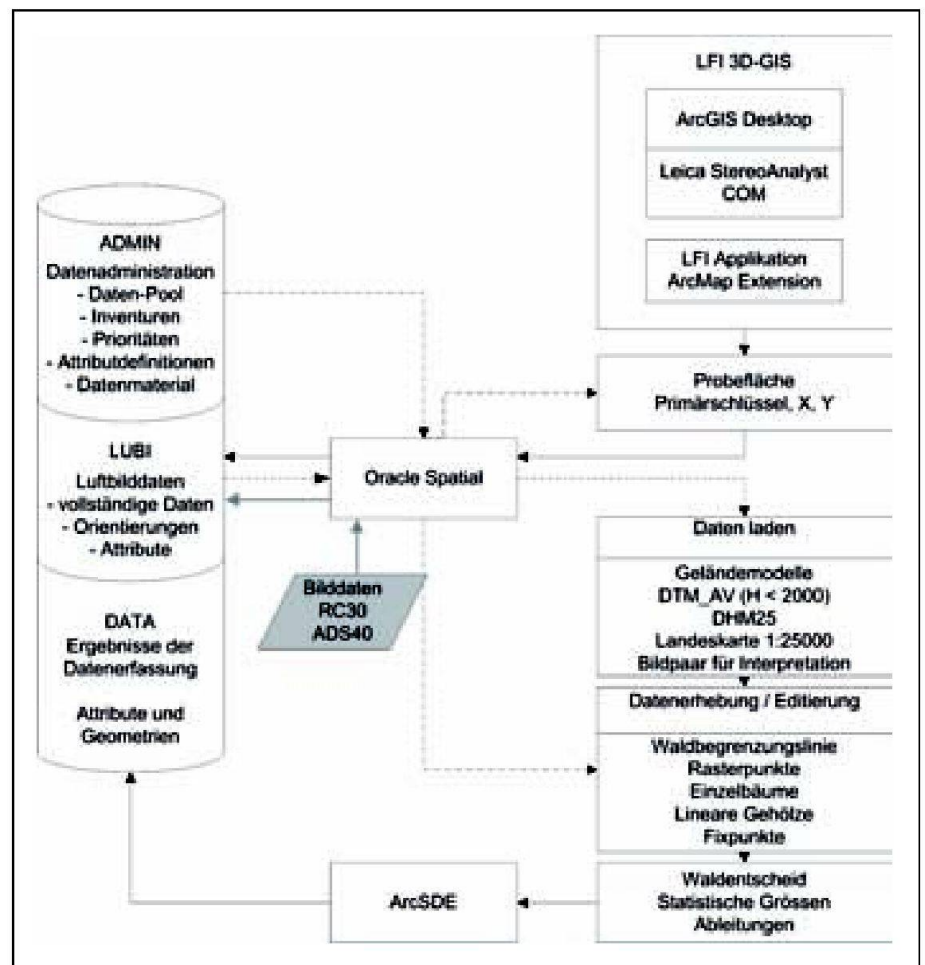 LFI 3D-GIS
ArcGIS Desktop
Leica StereoAnalyst
COM
LFI Applikation
ArcMap Extension
ADMIN
Datenadministration
- Daten-Pool
- Inventuren
- Prioritäten
- Attributdefinitionen
- Datenmaterial
LUBI
Luftbilddaten
- vollständige Daten
- Orientierungen
- Attribute
DATA
Ergebnisse der
Datenerfassung
Attribute und
Geometrien
Oracle Spatial
Bilddaten
RC30
ADS40
Probefläche
Primärschlüssel, X, Y
Daten laden
Geländemodelle
DTM_AV (H < 2000)
DHM25
Landeskarte 1:25000
Bildpaar für Interpretation
Datenerhebung / Editierung
Waldbegrenzungslinie
Rasterpunkte
Einzelbäume
Lineare Gehölze
Fixpunkte
Waldentscheid
Statistische Grössen
Ableitungen
ArcSDE